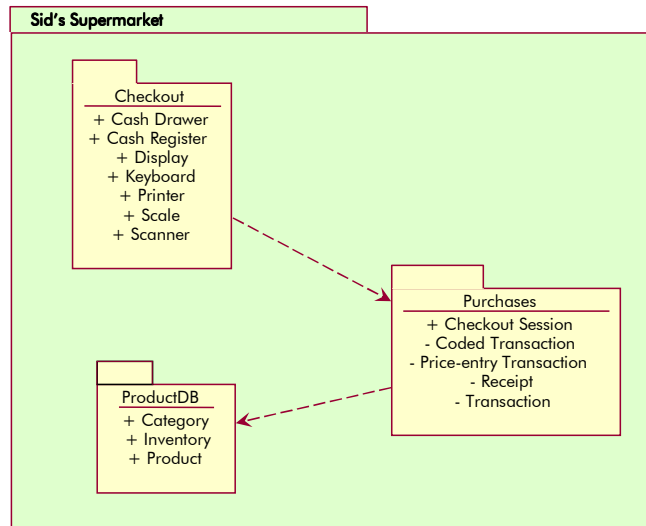 Sid's Supermarket
Checkout
+ Cash Drawer
+ Cash Register
+ Display
+ Keyboard
+ Printer
+ Scale
+ Scanner
Purchases
+ Checkout Session
- Coded Transaction
- Price-entry Transaction
- Receipt
- Transaction
ProductDB
+ Category
+ Inventory
+ Product